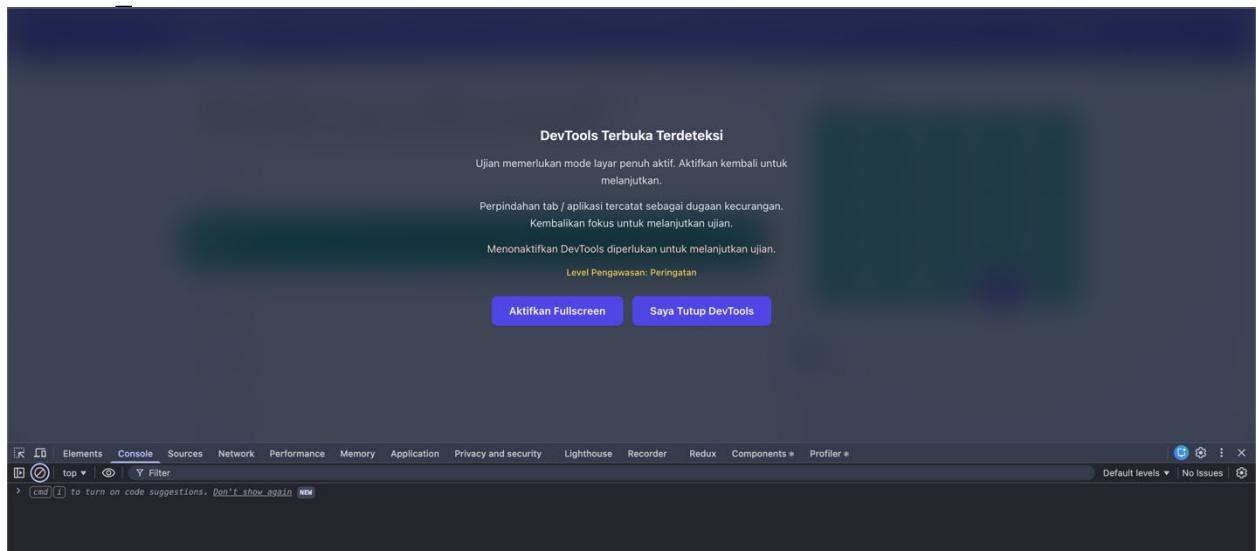 DevTools Terbuka Terdeteksi
Ujian memerlukan mode layar penuh aktif. Aktifkan kembali untuk
melanjutkan.
Perpindahan tab / aplikasi tercatat sebagai dugaan kecurangan.
Kembalikan fokus untuk melanjutkan ujian.
Menonaktifkan DevTools diperlukan untuk melanjutkan ujian.
Level Pengawasan: Peringatan
Aktifkan Fullscreen Saya Tutup DevTools
Elements Console Sources Network Performance Memory Application Privacy and security Lighthouse Recorder Redux Components Profiler
top Filter Default levels No Issues
cmd i to turn on code suggestions. Don't show again NEW